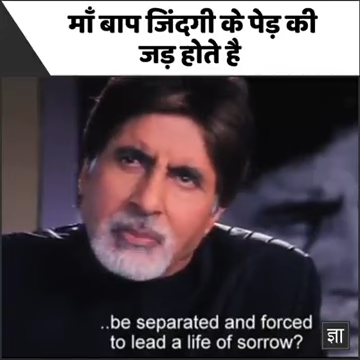 माँ बाप जिंदगी के पेड़ की
जड़ होते है
..be separated and forced
to lead a life of sorrow?
ज्ञा